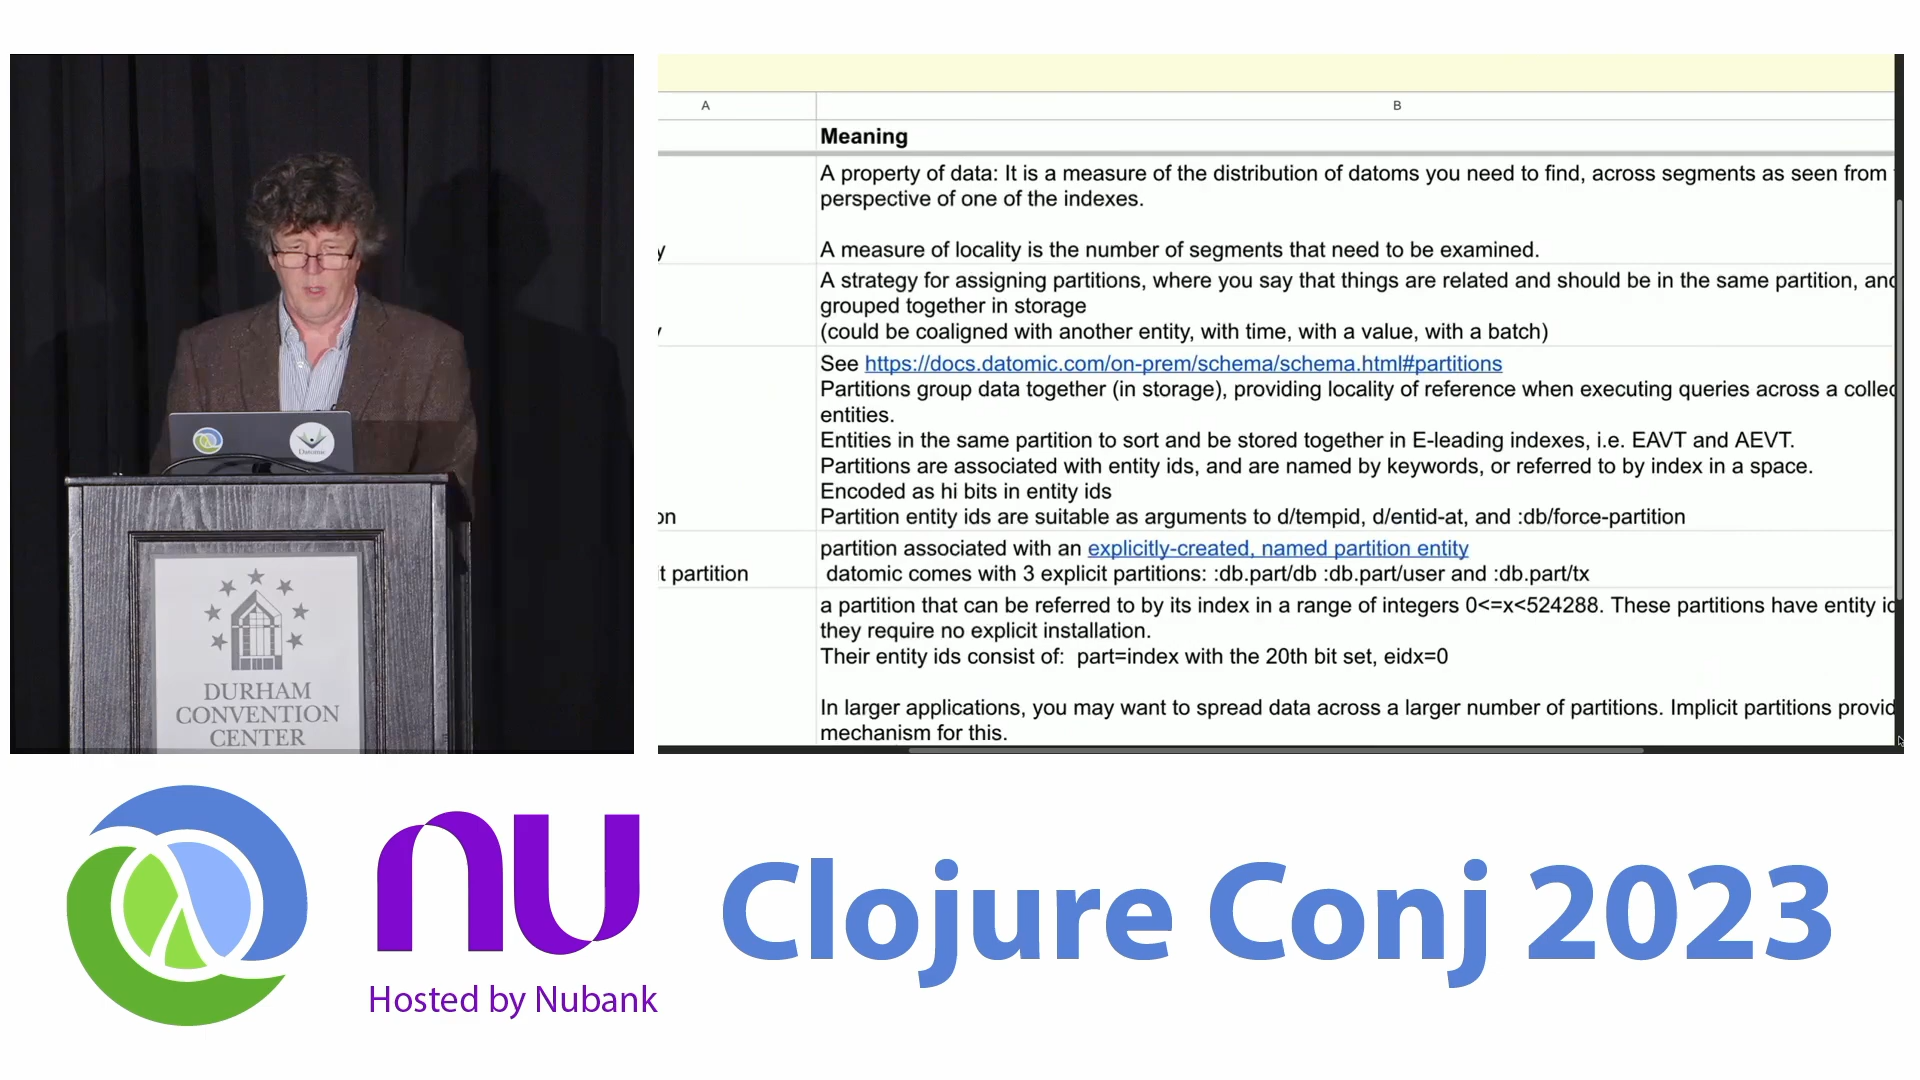 A
B
Meaning
A property of data: It is a measure of the distribution of datoms you need to find, across segments as seen from
perspective of one of the indexes.
y
A measure of locality is the number of segments that need to be examined.
A strategy for assigning partitions, where you say that things are related and should be in the same partition, and
grouped together in storage
(could be coaligned with another entity, with time, with a value, with a batch)
See https://docs.datomic.com/on-prem/schema/schema.html#partitions
Partitions group data together (in storage), providing locality of reference when executing queries across a collec
entities.
Entities in the same partition to sort and be stored together in E-leading indexes, i.e. EAVT and AEVT.
Partitions are associated with entity ids, and are named by keywords, or referred to by index in a space.
Encoded as hi bits in entity ids
on
Partition entity ids are suitable as arguments to d/tempid, d/entid-at, and :db/force-partition
partition associated with an explicitly-created, named partition entity
t partition
datomic comes with 3 explicit partitions: :db.part/db :db.part/user and :db.part/tx
a partition that can be referred to by its index in a range of integers 0<=x<524288. These partitions have entity id
they require no explicit installation.
Their entity ids consist of: part=index with the 20th bit set, eidx=0
In larger applications, you may want to spread data across a larger number of partitions. Implicit partitions provid
mechanism for this.
Datomic
DURHAM
CONVENTION
CENTER
nu
Hosted by Nubank
Clojure Conj 2023